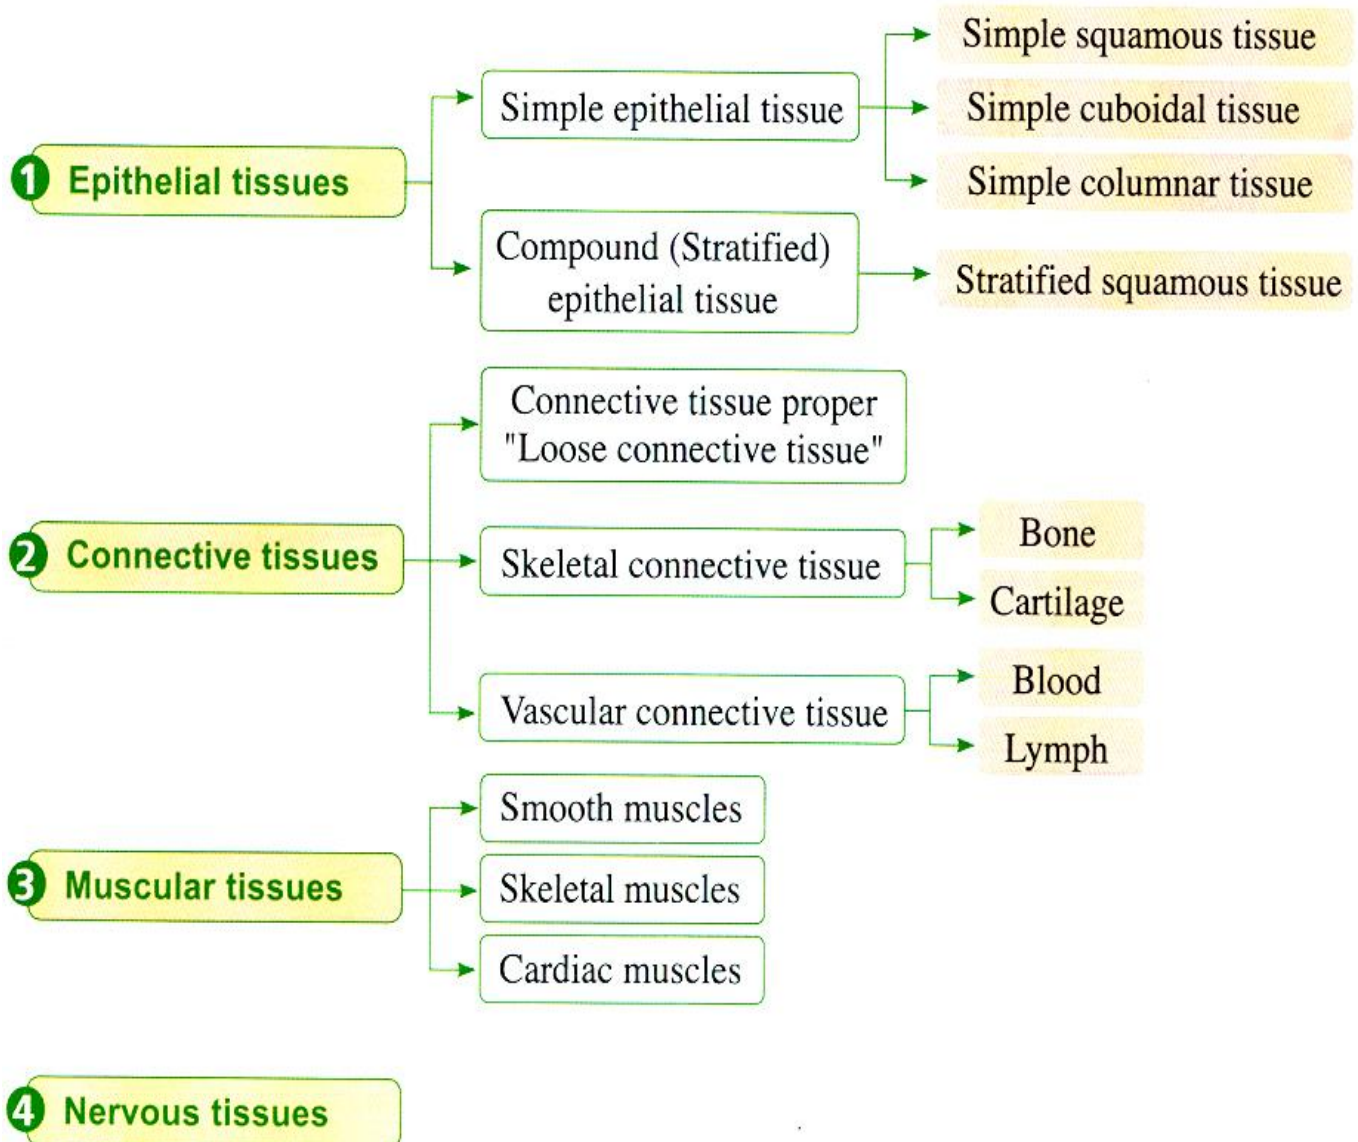 1 Epithelial tissues
Simple epithelial tissue
Simple squamous tissue
Simple cuboidal tissue
Simple columnar tissue
Compound (Stratified)
epithelial tissue
Stratified squamous tissue
2 Connective tissues
Connective tissue proper
"Loose connective tissue"
Skeletal connective tissue
Bone
Cartilage
Vascular connective tissue
Blood
Lymph
3 Muscular tissues
Smooth muscles
Skeletal muscles
Cardiac muscles
4 Nervous tissues